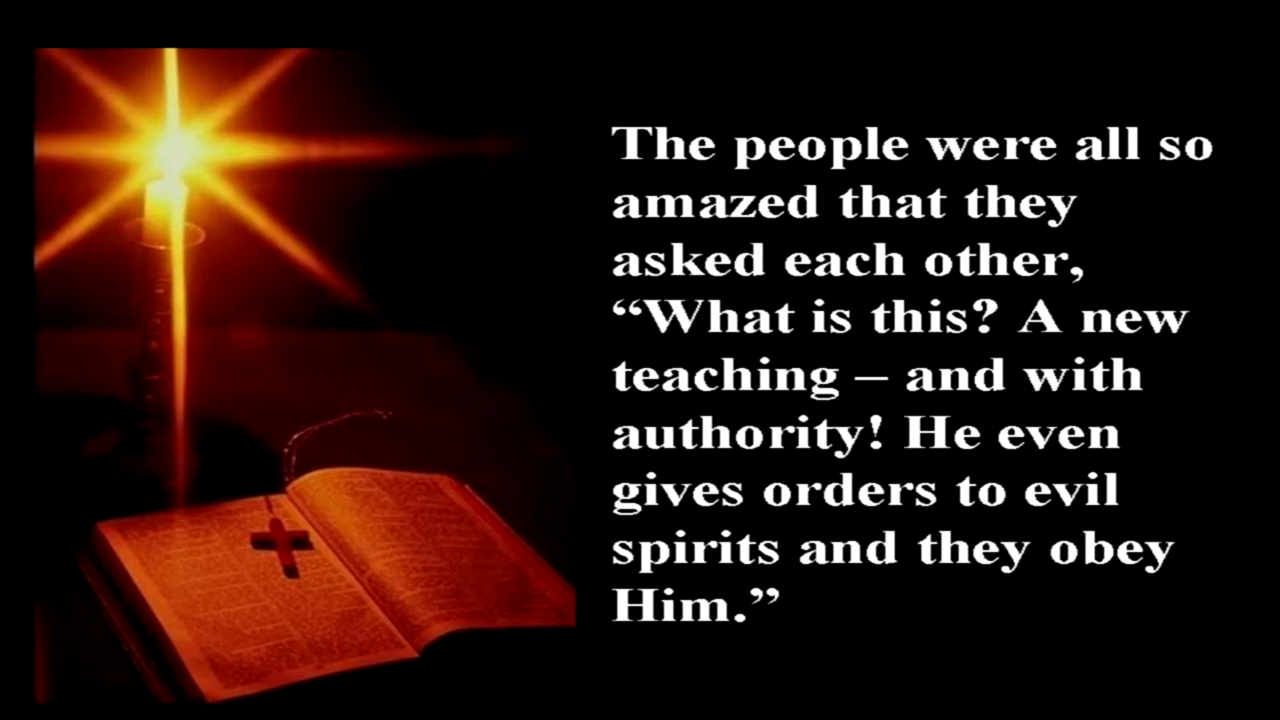 The people were all so
amazed that they
asked each other,
“What is this? A new
teaching – and with
authority! He even
gives orders to evil
spirits and they obey
Him.”